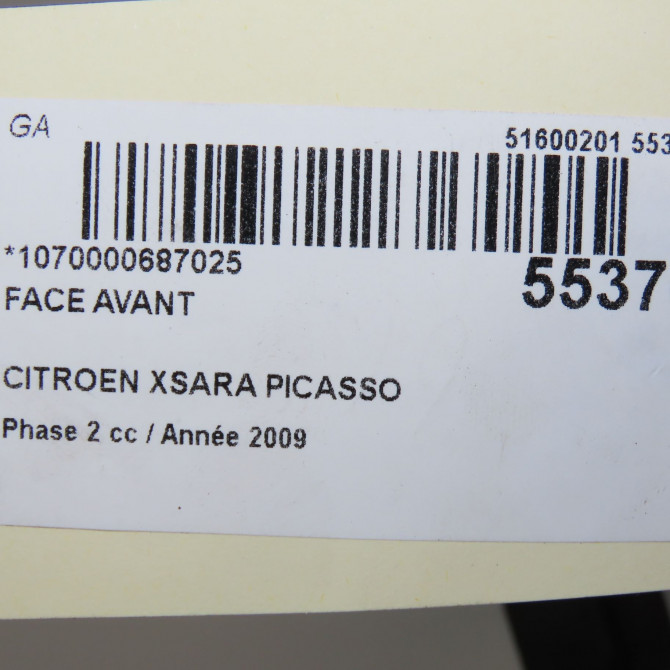 GA
51600201 553
*1070000687025
5537
FACE AVANT
CITROEN XSARA PICASSO
Phase 2 cc / Année 2009